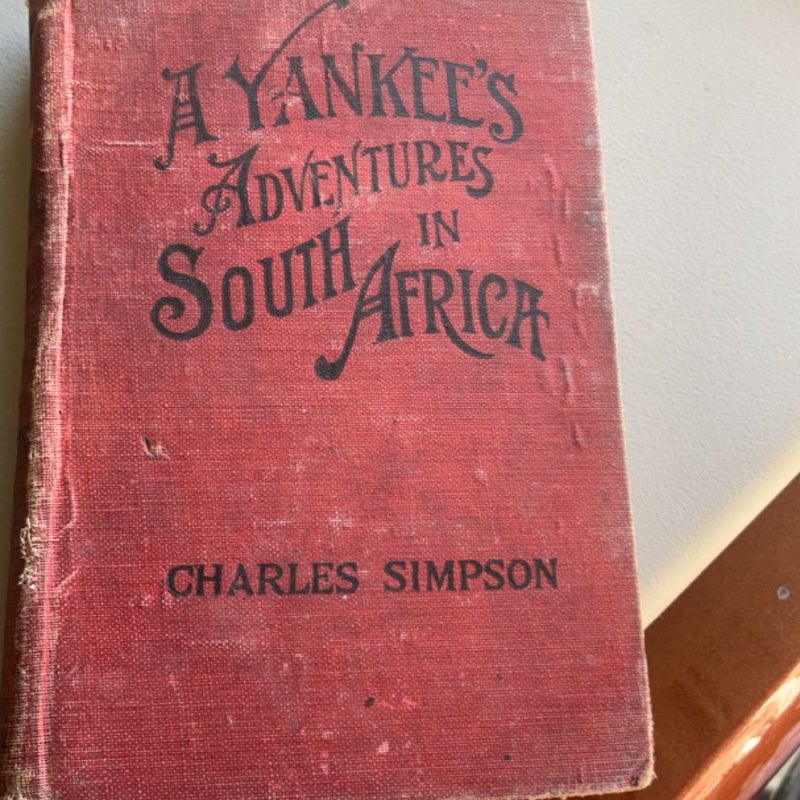 A YANKEE'S
ADVENTURES
IN
SOUTH AFRICA
CHARLES SIMPSON